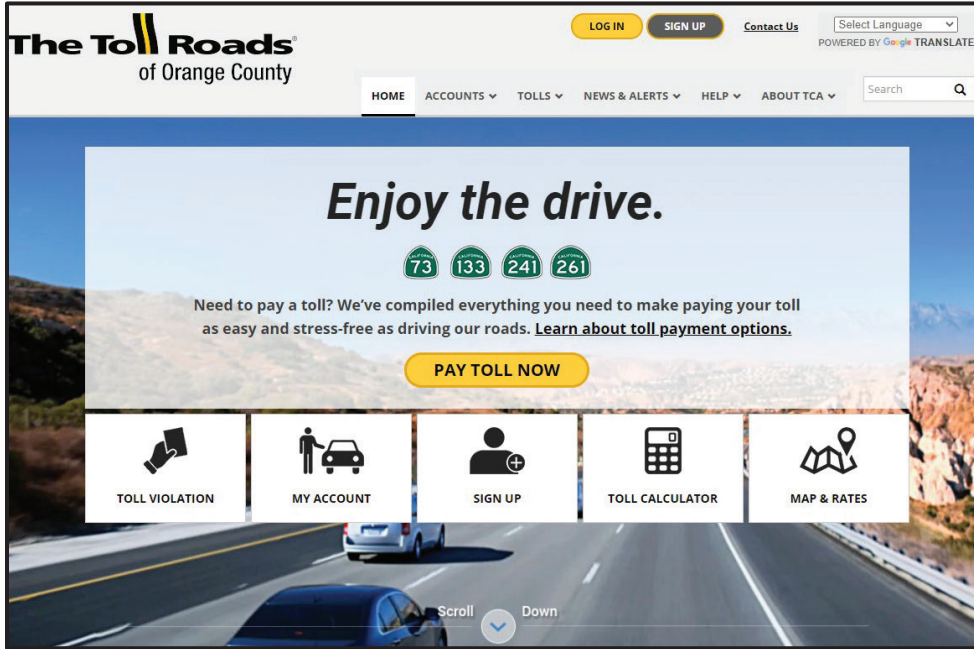 The Toll Roads®
of Orange County
LOG IN
SIGN UP
Contact Us
Select Language
POWERED BY Google TRANSLATE
HOME
ACCOUNTS
TOLLS
NEWS & ALERTS
HELP
ABOUT TCA
Search
Enjoy the drive.
CALIFORNIA 73
CALIFORNIA 133
CALIFORNIA 241
CALIFORNIA 261
Need to pay a toll? We've compiled everything you need to make paying your toll
as easy and stress-free as driving our roads. Learn about toll payment options.
PAY TOLL NOW
TOLL VIOLATION
MY ACCOUNT
SIGN UP
TOLL CALCULATOR
MAP & RATES
Scroll Down